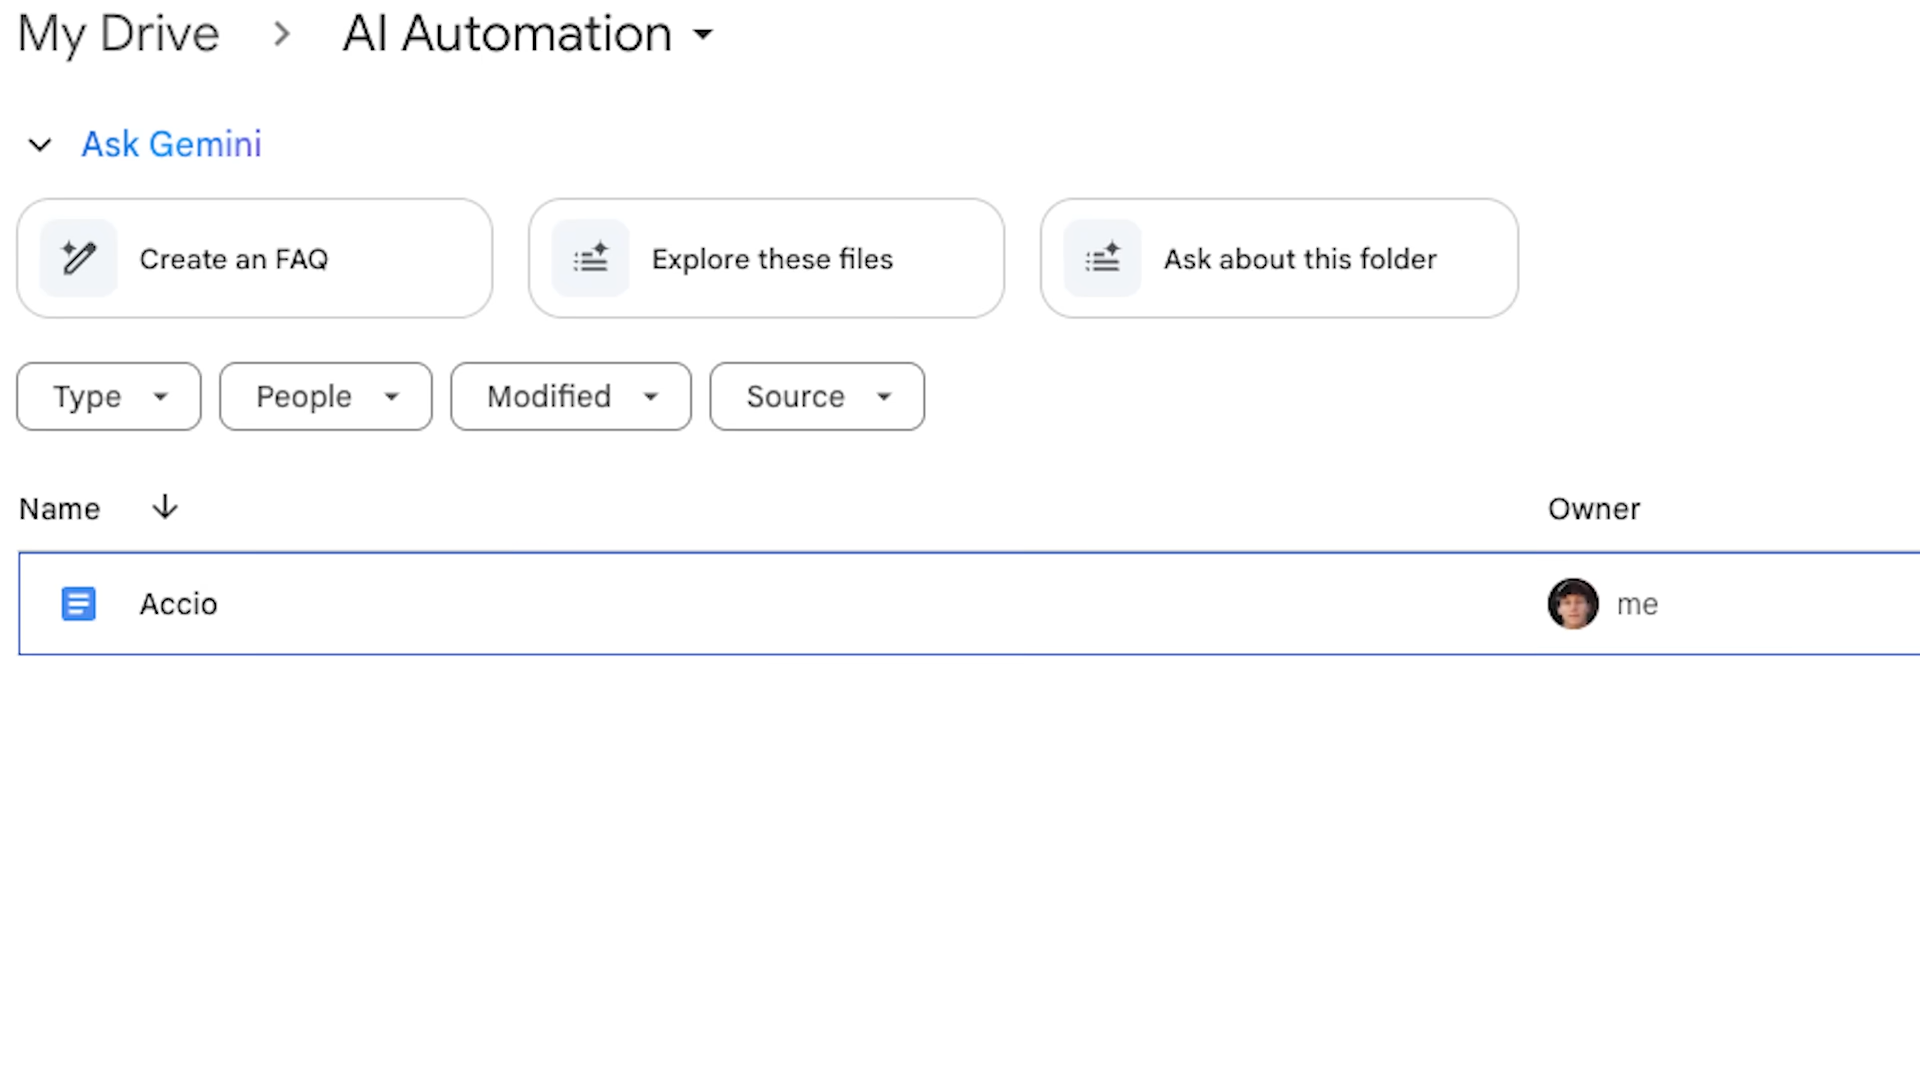 My Drive > AI Automation
Ask Gemini
Create an FAQ
Explore these files
Ask about this folder
Type
People
Modified
Source
Name
Owner
Accio
me